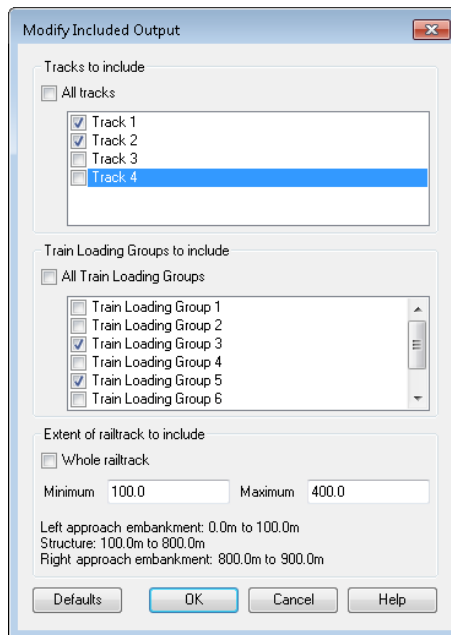 Modify Included Output
Tracks to include
All tracks
Track 1
Track 2
Track 3
Track 4
Train Loading Groups to include
All Train Loading Groups
Train Loading Group 1
Train Loading Group 2
Train Loading Group 3
Train Loading Group 4
Train Loading Group 5
Train Loading Group 6
Extent of railtrack to include
Whole railtrack
Minimum 100.0 Maximum 400.0
Left approach embankment: 0.0m to 100.0m
Structure: 100.0m to 800.0m
Right approach embankment: 800.0m to 900.0m
Defaults OK Cancel Help